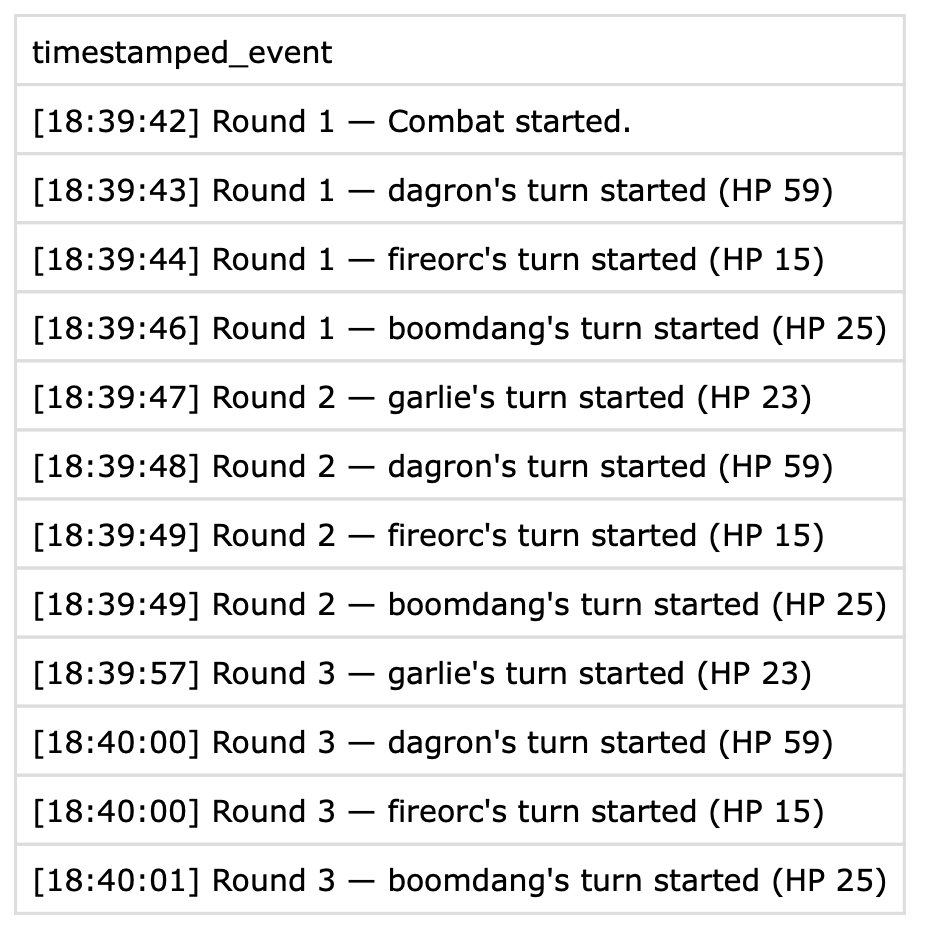 timestamped_event
[18:39:42] Round 1 — Combat started.
[18:39:43] Round 1 — dagron's turn started (HP 59)
[18:39:44] Round 1 — fireorc's turn started (HP 15)
[18:39:46] Round 1 — boomdang's turn started (HP 25)
[18:39:47] Round 2 — garlie's turn started (HP 23)
[18:39:48] Round 2 — dagron's turn started (HP 59)
[18:39:49] Round 2 — fireorc's turn started (HP 15)
[18:39:49] Round 2 — boomdang's turn started (HP 25)
[18:39:57] Round 3 — garlie's turn started (HP 23)
[18:40:00] Round 3 — dagron's turn started (HP 59)
[18:40:00] Round 3 — fireorc's turn started (HP 15)
[18:40:01] Round 3 — boomdang's turn started (HP 25)